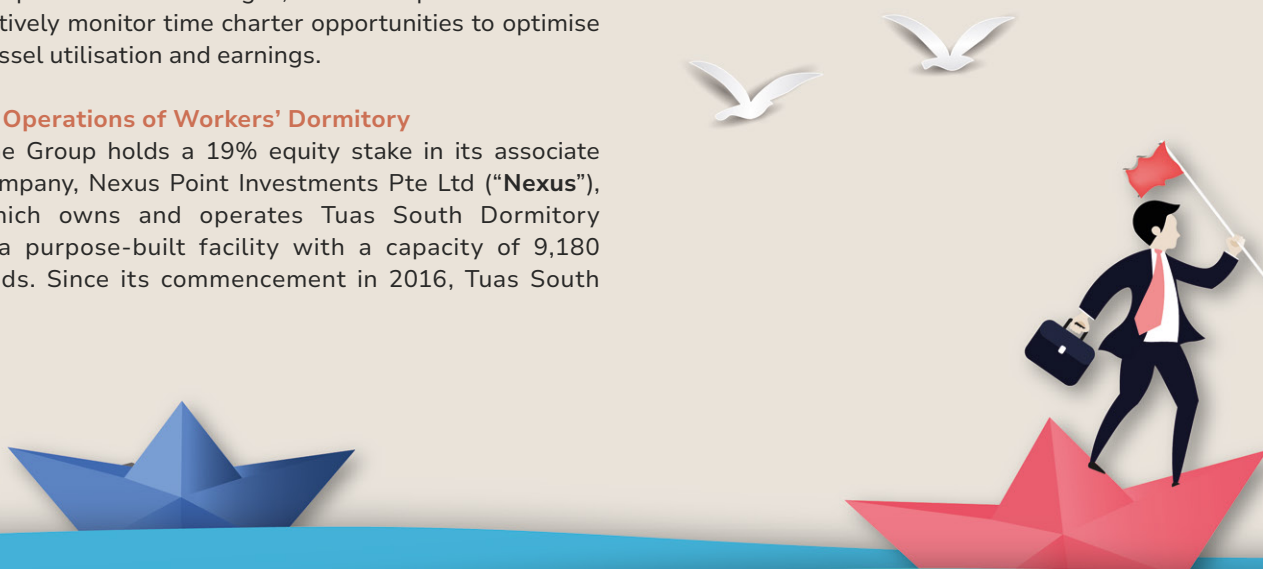 tively monitor time charter opportunities to optimise
ssel utilisation and earnings.
Operations of Workers’ Dormitory
e Group holds a 19% equity stake in its associate
mpany, Nexus Point Investments Pte Ltd (“Nexus”),
hich owns and operates Tuas South Dormitory
a purpose-built facility with a capacity of 9,180
ds. Since its commencement in 2016, Tuas South